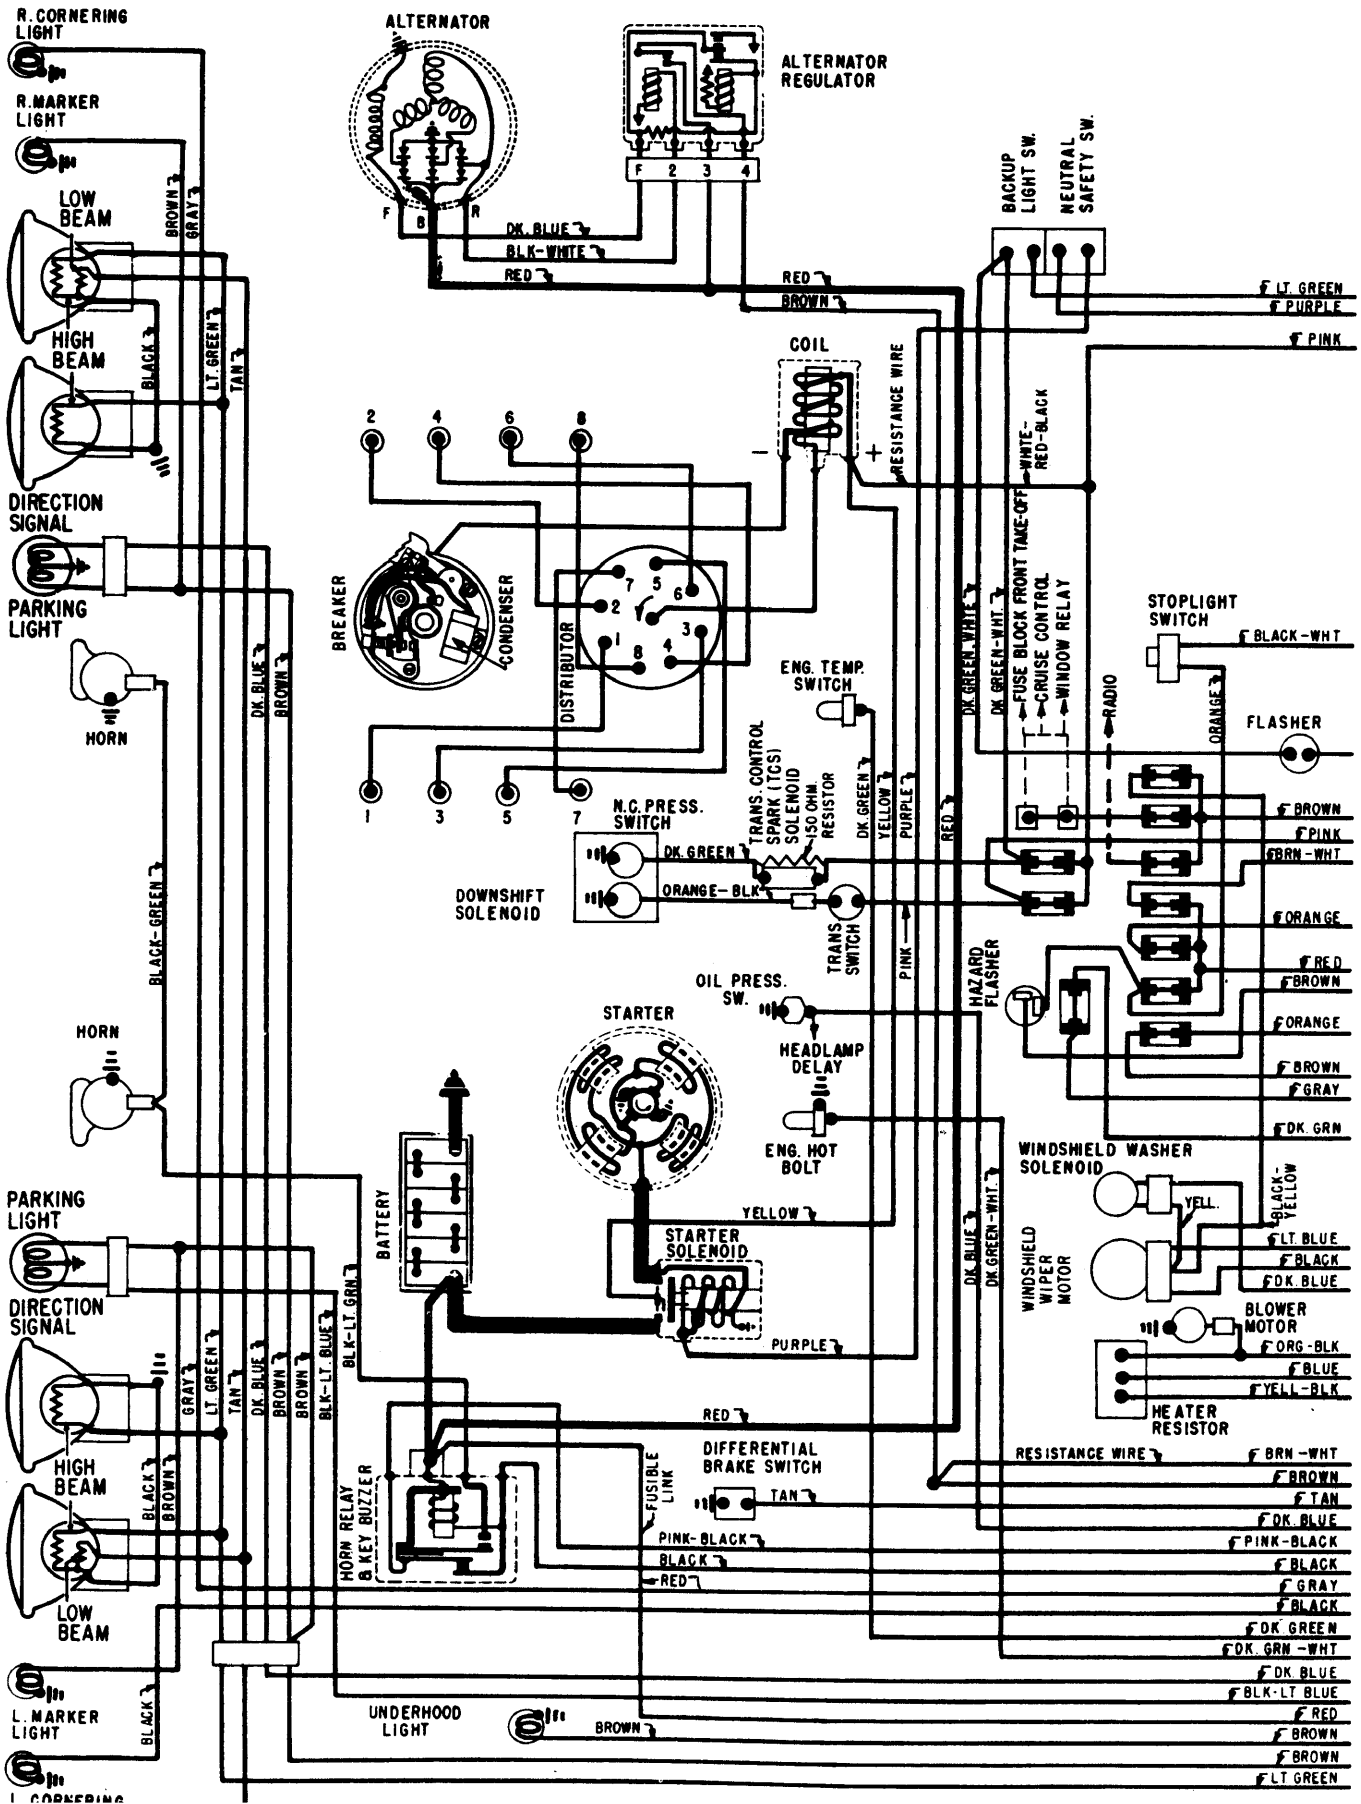 R. CORNERING
LIGHT
R. MARKER
LIGHT
LOW
BEAM
HIGH
BEAM
BROWN
GRAY
BLACK
LT. GREEN
TAN
DIRECTION
SIGNAL
PARKING
LIGHT
HORN
DK. BLUE
BROWN
BLACK-GREEN
HORN
PARKING
LIGHT
DIRECTION
SIGNAL
HIGH
BEAM
LOW
BEAM
BLACK
BROWN
GRAY
LT. GREEN
TAN
DK. BLUE
BROWN
BROWN
BLK-LT. BLUE
BLK-LT. GRN.
L. MARKER
LIGHT
BLACK
L. CORNERING
ALTERNATOR
F
B
R
ALTERNATOR
REGULATOR
F
2
3
4
DK. BLUE
BLK-WHITE
RED
RED
BROWN
COIL
-
+
RESISTANCE WIRE
2
4
6
8
BREAKER
CONDENSER
DISTRIBUTOR
7
5
6
2
1
3
8
4
1
3
5
7
BACKUP
LIGHT SW.
NEUTRAL
SAFETY SW.
LT. GREEN
PURPLE
PINK
WHITE-
RED-BLACK
DK. GREEN. WHITE
DK. GREEN-WHT.
FUSE BLOCK FRONT TAKE-OFF
CRUISE CONTROL
WINDOW RELAY
RADIO
STOPLIGHT
SWITCH
BLACK-WHT
ORANGE
FLASHER
ENG. TEMP.
SWITCH
N.C. PRESS.
SWITCH
TRANS. CONTROL
SPARK (TCS)
SOLENOID
150 OHM.
RESISTOR
DK. GREEN
YELLOW
PURPLE
RED
DK. GREEN
ORANGE-BLK
DOWNSHIFT
SOLENOID
TRANS.
SWITCH
PINK
BROWN
PINK
BRN-WHT
ORANGE
RED
BROWN
ORANGE
BROWN
GRAY
DK. GRN
HAZARD
FLASHER
OIL PRESS.
SW.
HEADLAMP
DELAY
ENG. HOT
BOLT
STARTER
BATTERY
YELLOW
STARTER
SOLENOID
PURPLE
DK. BLUE
DK. GREEN-WHT.
WINDSHIELD WASHER
SOLENOID
YELL.
BLACK-
YELLOW
WINDSHIELD
WIPER
MOTOR
LT. BLUE
BLACK
DK. BLUE
BLOWER
MOTOR
ORG-BLK
BLUE
YELL-BLK
HEATER
RESISTOR
RED
HORN RELAY
& KEY BUZZER
FUSIBLE
LINK
DIFFERENTIAL
BRAKE SWITCH
TAN
RESISTANCE WIRE
BRN-WHT
BROWN
TAN
DK. BLUE
PINK-BLACK
PINK-BLACK
BLACK
BLACK
RED
GRAY
BLACK
DK. GREEN
DK. GRN-WHT
DK. BLUE
BLK-LT BLUE
RED
UNDERHOOD
LIGHT
BROWN
BROWN
BROWN
LT GREEN